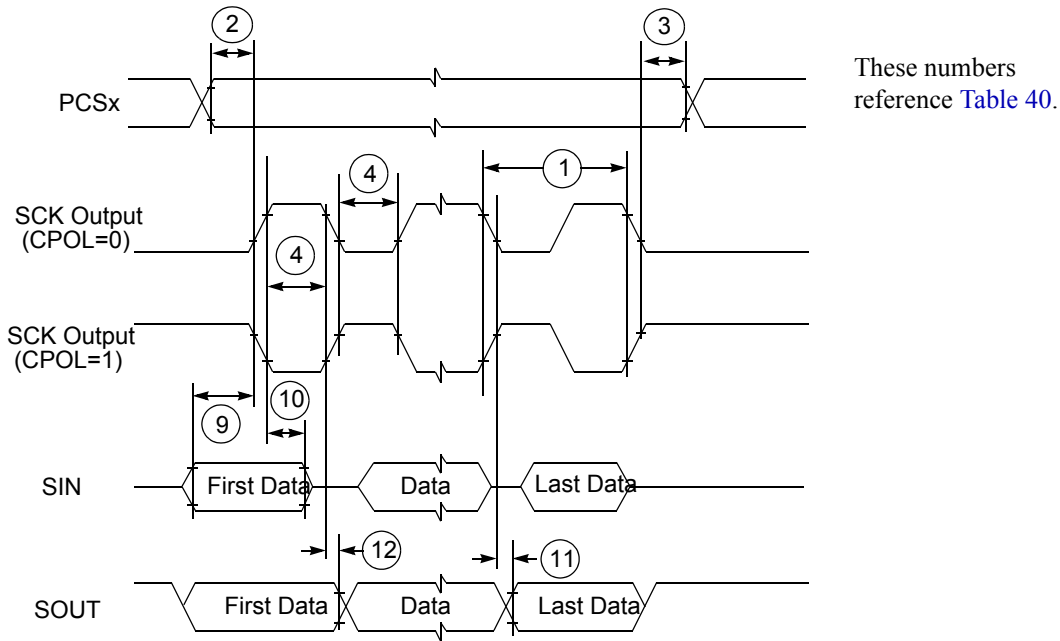 2
3
These numbers
reference Table 40.
PCSx
4
1
SCK Output
(CPOL=0)
4
SCK Output
(CPOL=1)
9
10
SIN
First Data
Data
Last Data
12
11
SOUT
First Data
Data
Last Data